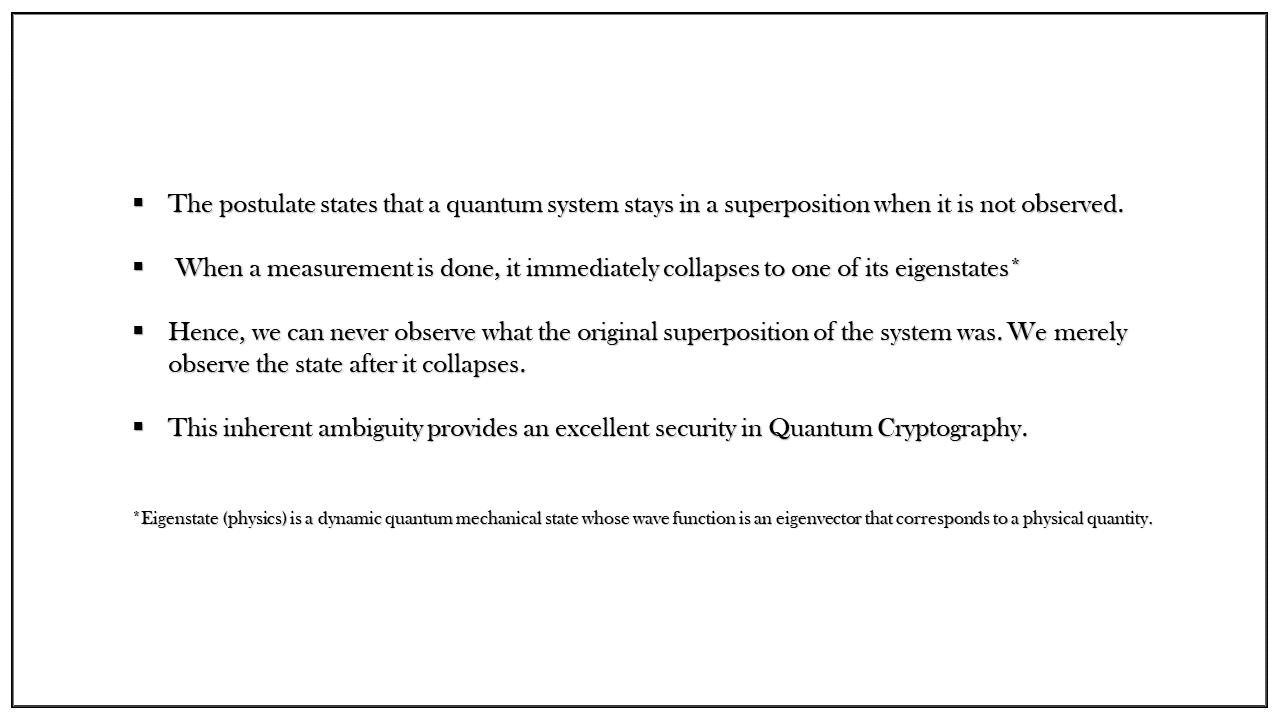 ▪ The postulate states that a quantum system stays in a superposition when it is not observed.
▪ When a measurement is done, it immediately collapses to one of its eigenstates*
▪ Hence, we can never observe what the original superposition of the system was. We merely
observe the state after it collapses.
▪ This inherent ambiguity provides an excellent security in Quantum Cryptography.
*Eigenstate (physics) is a dynamic quantum mechanical state whose wave function is an eigenvector that corresponds to a physical quantity.